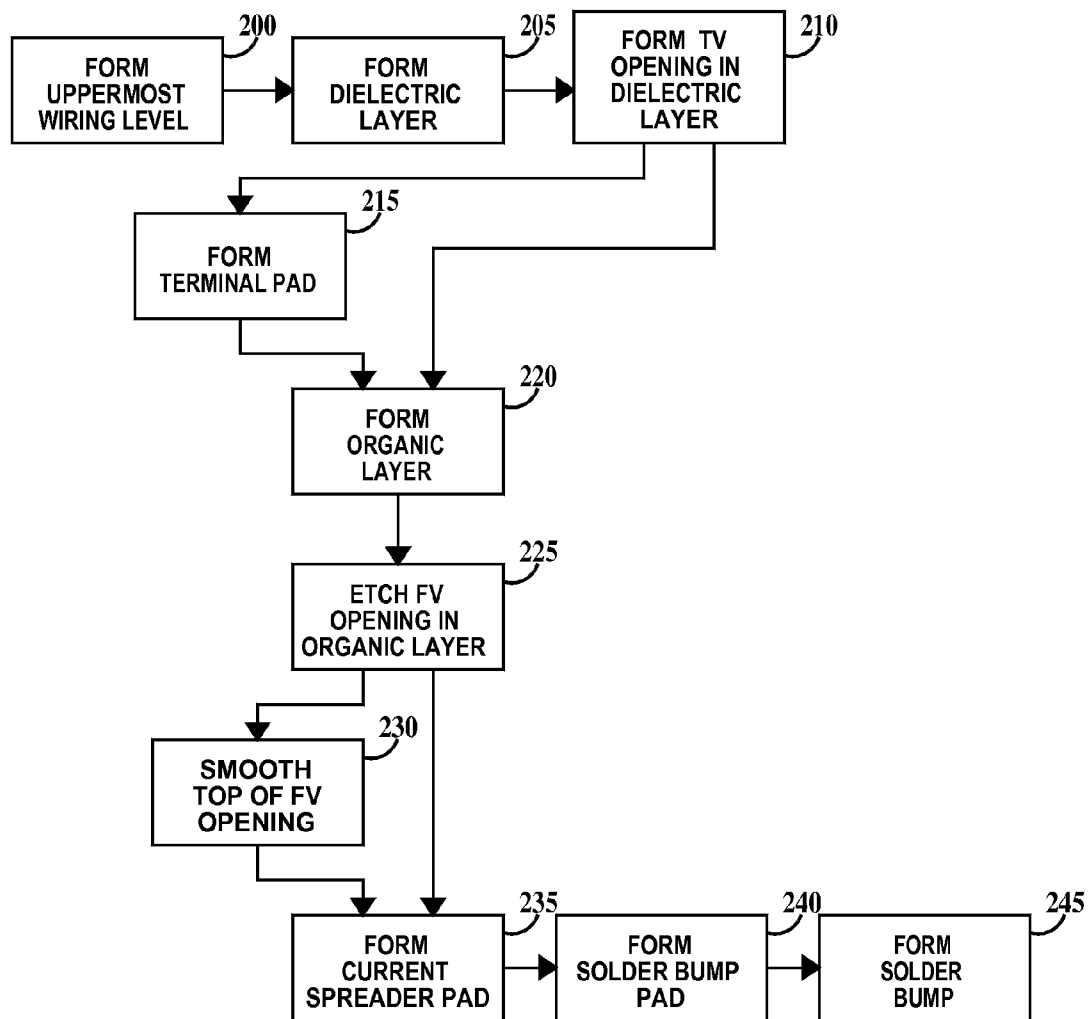 200
FORM
UPPERMOST
WIRING LEVEL
205
FORM
DIELECTRIC
LAYER
210
FORM TV
OPENING IN
DIELECTRIC
LAYER
215
FORM
TERMINAL PAD
220
FORM
ORGANIC
LAYER
225
ETCH FV
OPENING IN
ORGANIC LAYER
230
SMOOTH
TOP OF FV
OPENING
235
FORM
CURRENT
SPREADER PAD
240
FORM
SOLDER BUMP
PAD
245
FORM
SOLDER
BUMP